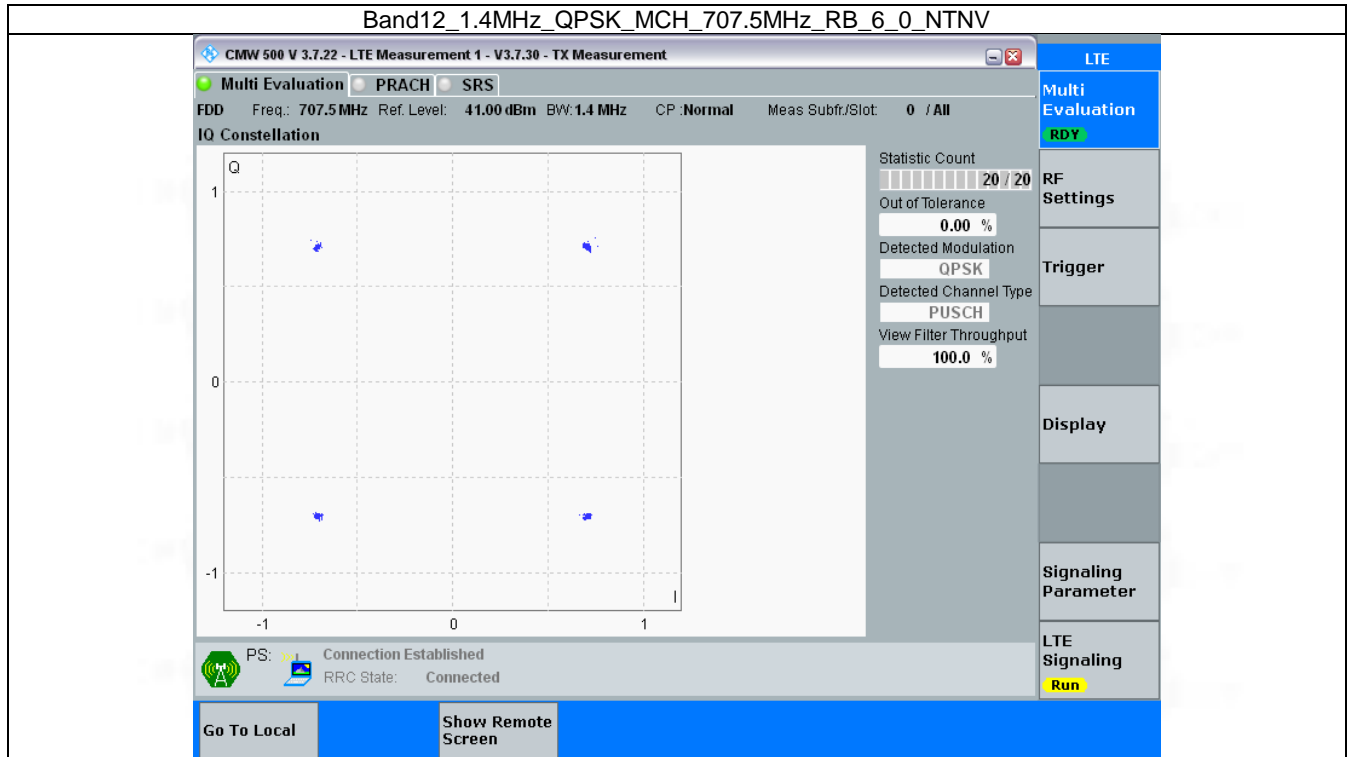 Band12_1.4MHz_QPSK_MCH_707.5MHz_RB_6_0_NTNV
CMW 500 V 3.7.22 - LTE Measurement 1 - V3.7.30 - TX Measurement
LTE
Multi Evaluation PRACH SRS
FDD Freq.: 707.5 MHz Ref. Level: 41.00 dBm BW: 1.4 MHz CP :Normal Meas Subfr./Slot: 0 / All
IQ Constellation
Q
1
0
-1
I
-1 0 1
Statistic Count
20 / 20
Out of Tolerance
0.00 %
Detected Modulation
QPSK
Detected Channel Type
PUSCH
View Filter Throughput
100.0 %
Multi
Evaluation
RDY
RF
Settings
Trigger
Display
Signaling
Parameter
LTE
Signaling
Run
PS: Connection Established
RRC State: Connected
Go To Local
Show Remote
Screen